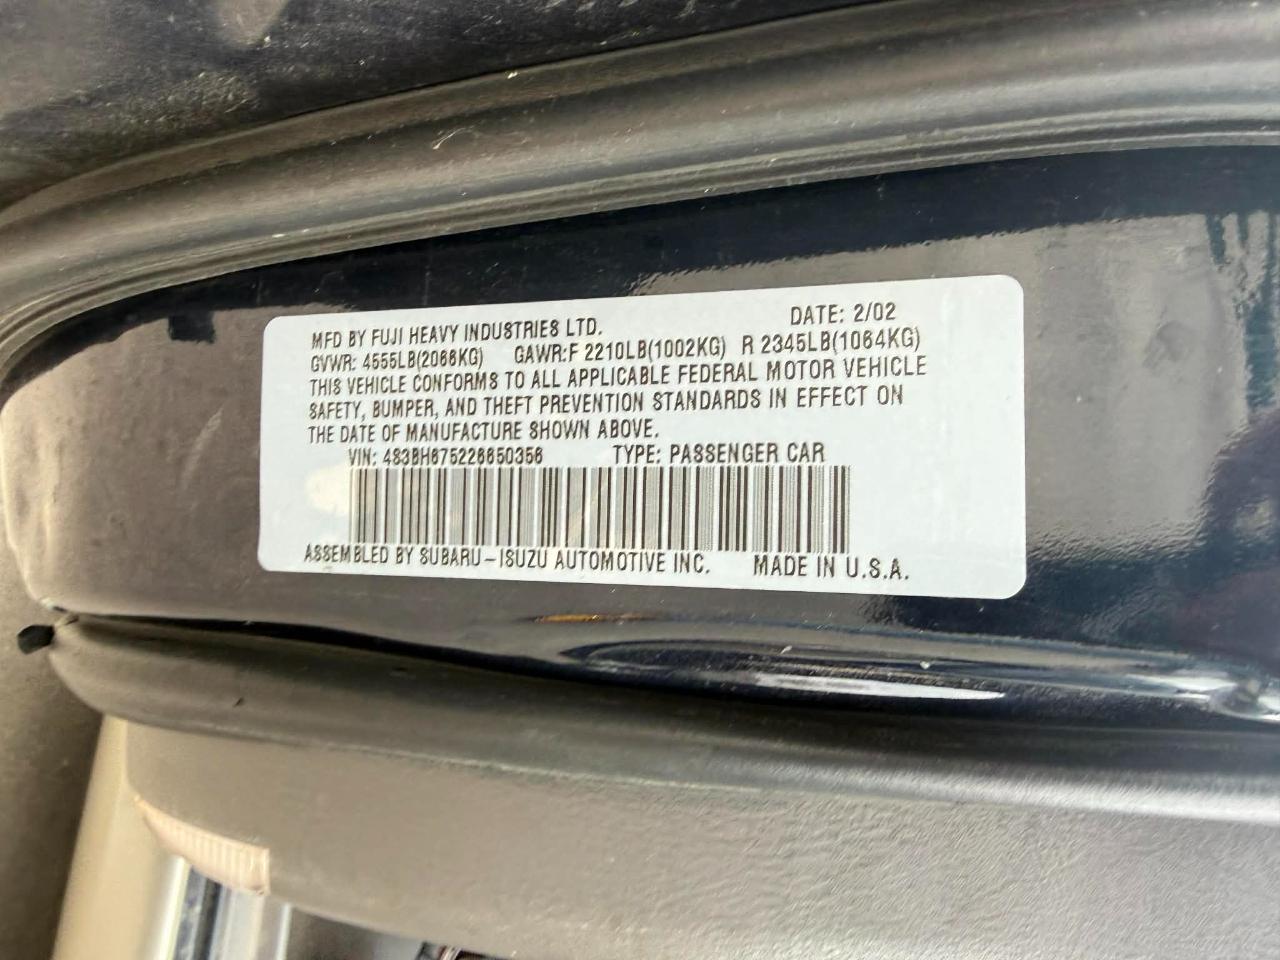 MFD BY FUJI HEAVY INDUSTRIES LTD. DATE: 2/02
GVWR: 4555LB(2066KG) GAWR:F 2210LB(1002KG) R 2345LB(1064KG)
THIS VEHICLE CONFORMS TO ALL APPLICABLE FEDERAL MOTOR VEHICLE
SAFETY, BUMPER, AND THEFT PREVENTION STANDARDS IN EFFECT ON
THE DATE OF MANUFACTURE SHOWN ABOVE.
VIN: 4S3BH675226650356 TYPE: PASSENGER CAR
ASSEMBLED BY SUBARU-ISUZU AUTOMOTIVE INC. MADE IN U.S.A.